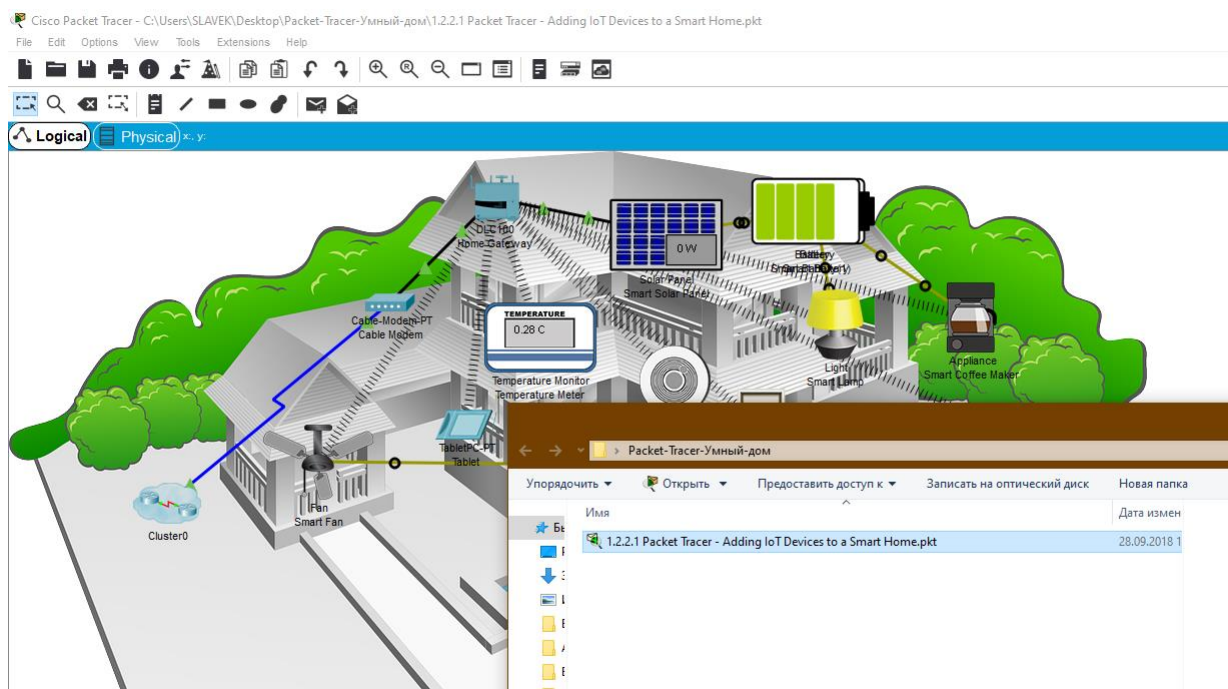 Cisco Packet Tracer - C:\Users\SLAVEK\Desktop\Packet-Tracer-Умный-дом\1.2.2.1 Packet Tracer - Adding IoT Devices to a Smart Home.pkt
File Edit Options View Tools Extensions Help
Logical Physical x:, y:
DLC100
Home Gateway
0 W
Solar Panel
Smart Solar Panel
Battery
Cable-Modem-PT
Cable Modem
TEMPERATURE
0.28 C
Temperature Monitor
Temperature Meter
Light
Smart Lamp
Appliance
Smart Coffee Maker
TabletPC-PT
Tablet
Fan
Smart Fan
Cluster0
Packet-Tracer-Умный-дом
Упорядочить Открыть Предоставить доступ к Записать на оптический диск Новая папка
Имя Дата измен
1.2.2.1 Packet Tracer - Adding IoT Devices to a Smart Home.pkt 28.09.2018 1